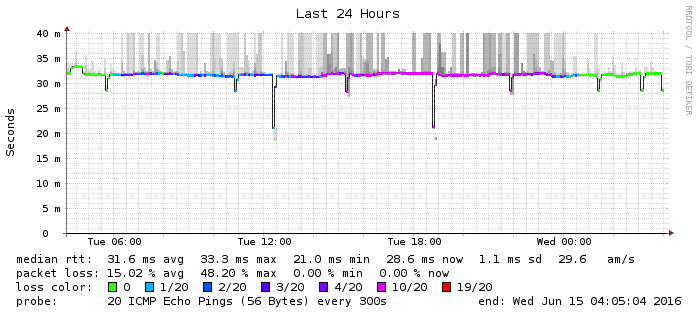 Last 24 Hours
RRDTOOL / TOBI OETIKER
Seconds
40 m
35 m
30 m
25 m
20 m
15 m
10 m
5 m
0
Tue 06:00 Tue 12:00 Tue 18:00 Wed 00:00
median rtt: 31.6 ms avg 33.3 ms max 21.0 ms min 28.6 ms now 1.1 ms sd 29.6 am/s
packet loss: 15.02 % avg 48.20 % max 0.00 % min 0.00 % now
loss color: 0 1/20 2/20 3/20 4/20 10/20 19/20
probe: 20 ICMP Echo Pings (56 Bytes) every 300s end: Wed Jun 15 04:05:04 2016